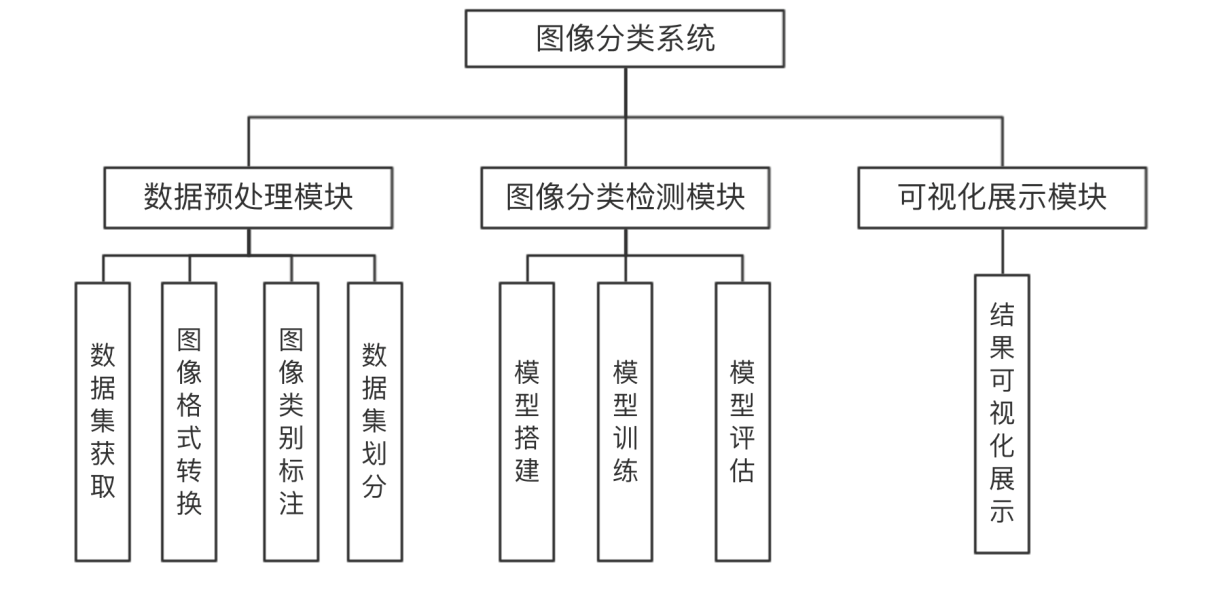 图像分类系统
数据预处理模块
图像分类检测模块
可视化展示模块
数据集获取
图像格式转换
图像类别标注
数据集划分
模型搭建
模型训练
模型评估
结果可视化展示